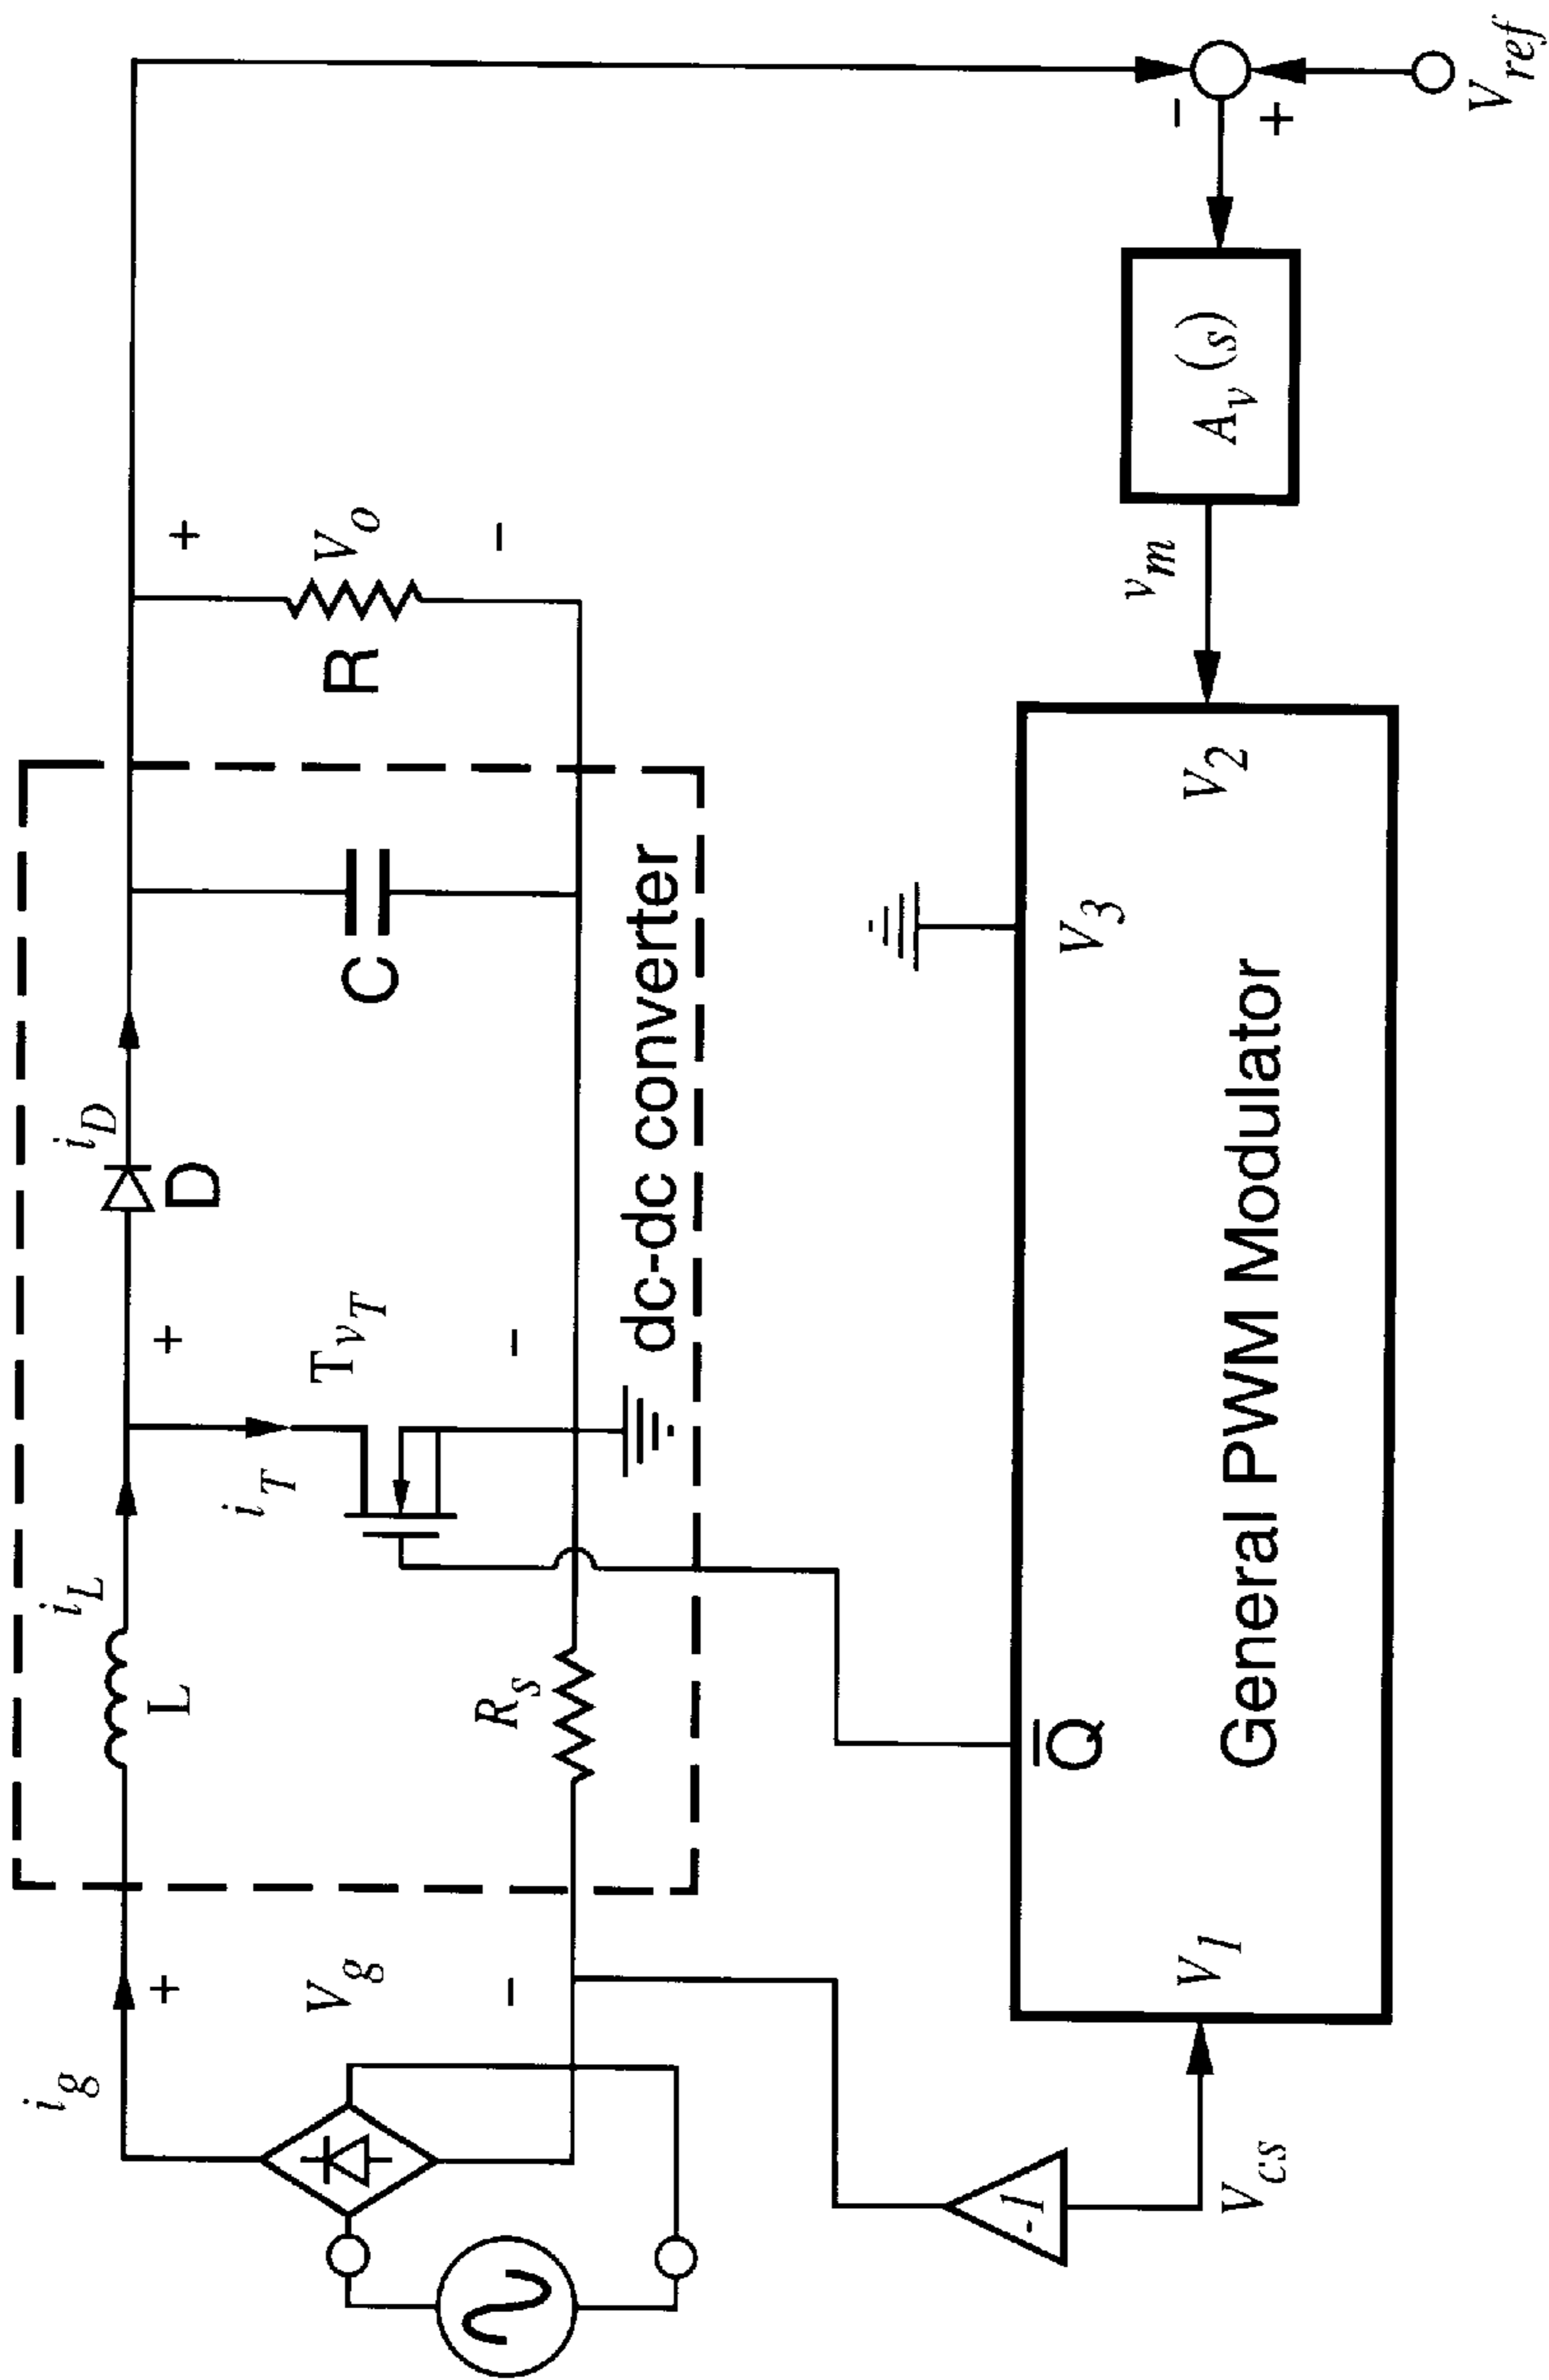 i_g
+
V_g
-
L
i_L
i_T
+
T v_T
-
R_s
D
i_D
C
dc-dc converter
R
+
V_o
-
-1
V_cs
V_1
Q̅
General PWM Modulator
V_3
V_2
v_m
A_v (s)
-
+
V_ref